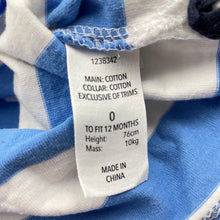 1238342
MAIN: COTTON
COLLAR: COTTON
EXCLUSIVE OF TRIMS
0
TO FIT 12 MONTHS
Height: 76cm
Mass: 10kg
MADE IN
CHINA